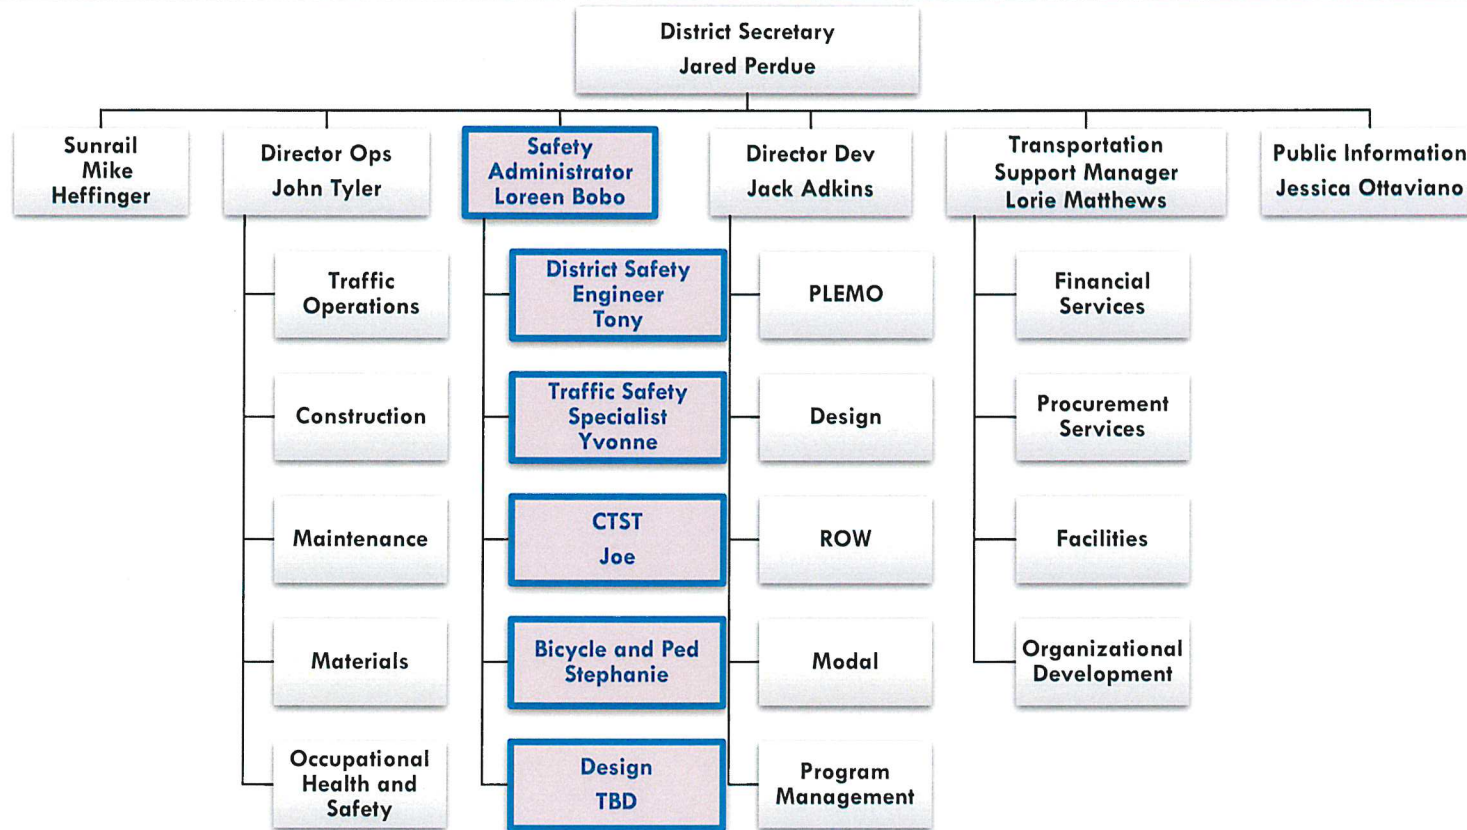 District Secretary
Jared Perdue
Sunrail
Mike
Heffinger
Director Ops
John Tyler
Safety
Administrator
Loreen Bobo
Director Dev
Jack Adkins
Transportation
Support Manager
Lorie Matthews
Public Information
Jessica Ottaviano
Traffic
Operations
Construction
Maintenance
Materials
Occupational
Health and
Safety
District Safety
Engineer
Tony
Traffic Safety
Specialist
Yvonne
CTST
Joe
Bicycle and Ped
Stephanie
Design
TBD
PLEMO
Design
ROW
Modal
Program
Management
Financial
Services
Procurement
Services
Facilities
Organizational
Development